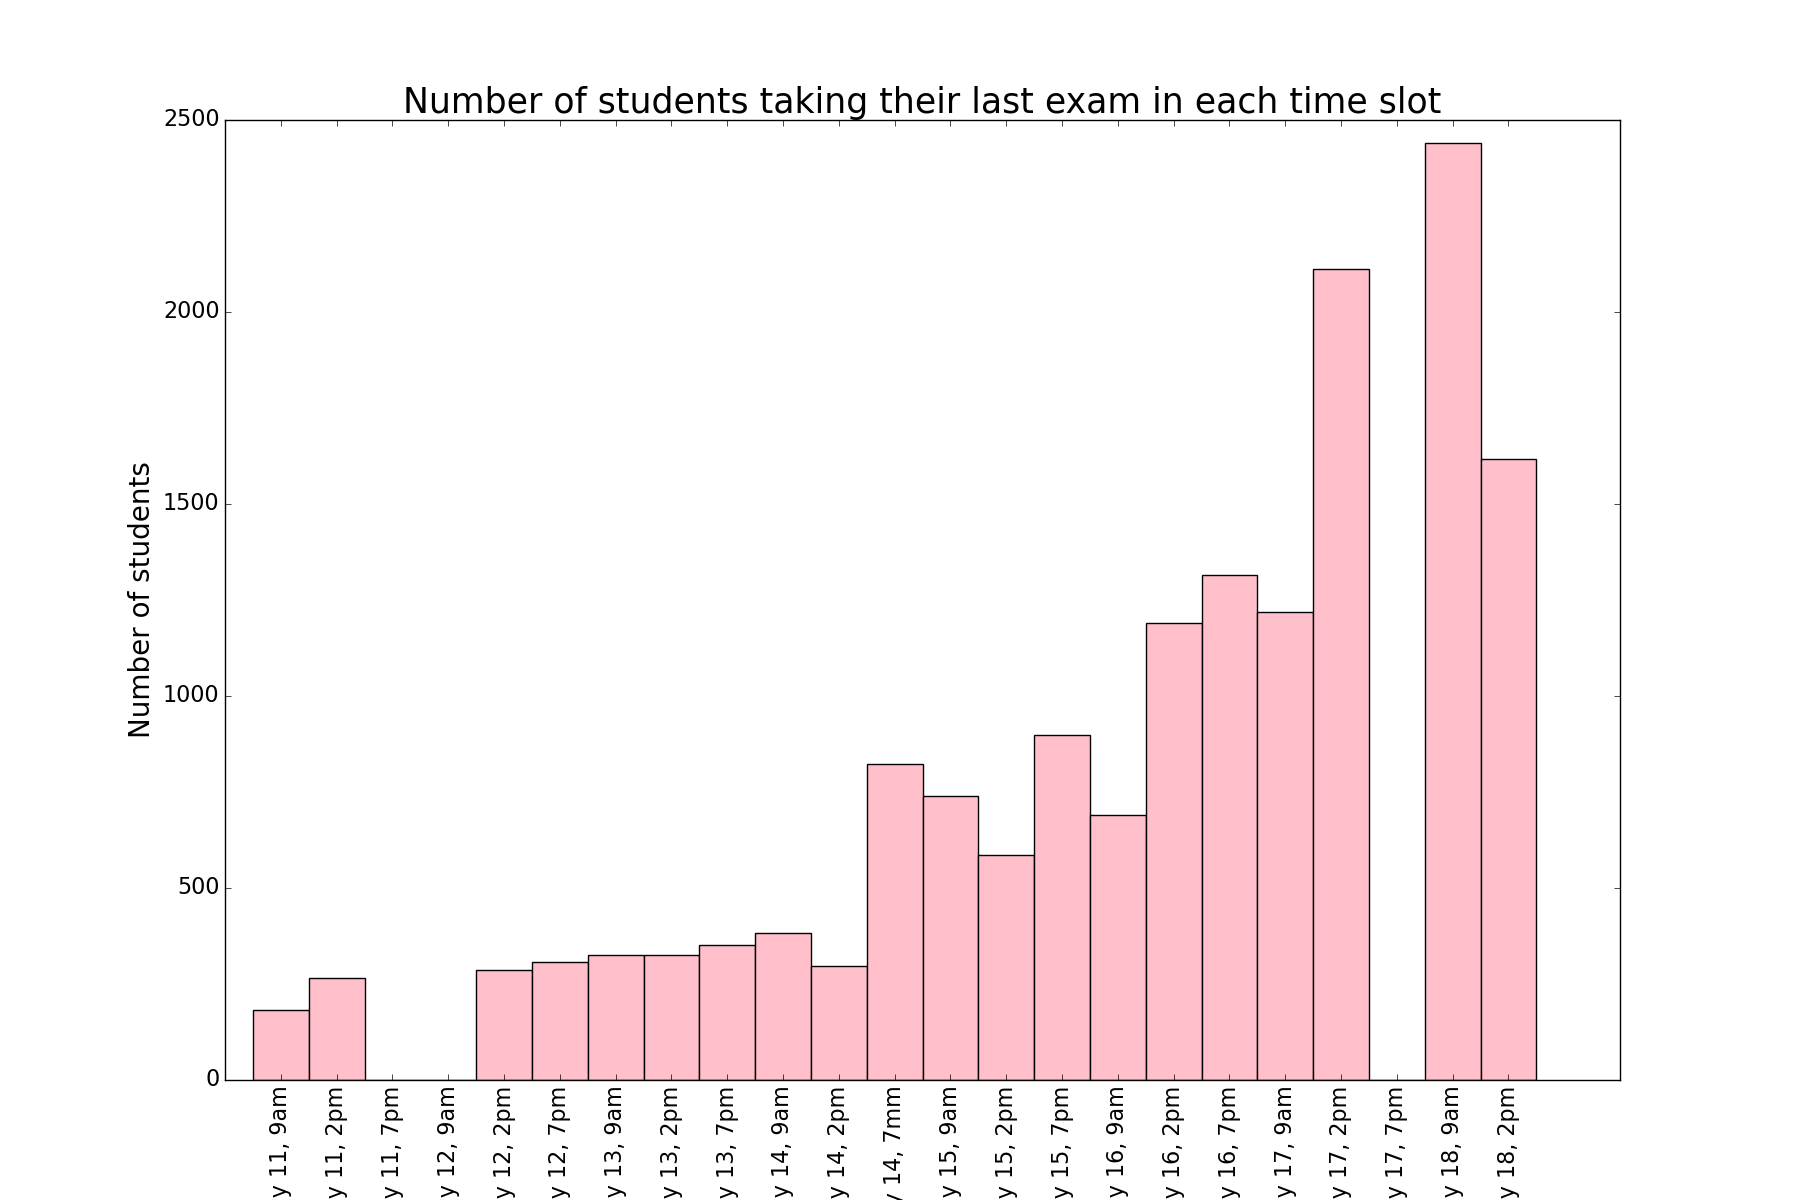 Number of students taking their last exam in each time slot
Number of students
2500
2000
1500
1000
500
0
y 11, 9am
y 11, 2pm
y 11, 7pm
y 12, 9am
y 12, 2pm
y 12, 7pm
y 13, 9am
y 13, 2pm
y 13, 7pm
y 14, 9am
y 14, 2pm
y 14, 7mm
y 15, 9am
y 15, 2pm
y 15, 7pm
y 16, 9am
y 16, 2pm
y 16, 7pm
y 17, 9am
y 17, 2pm
y 17, 7pm
y 18, 9am
y 18, 2pm